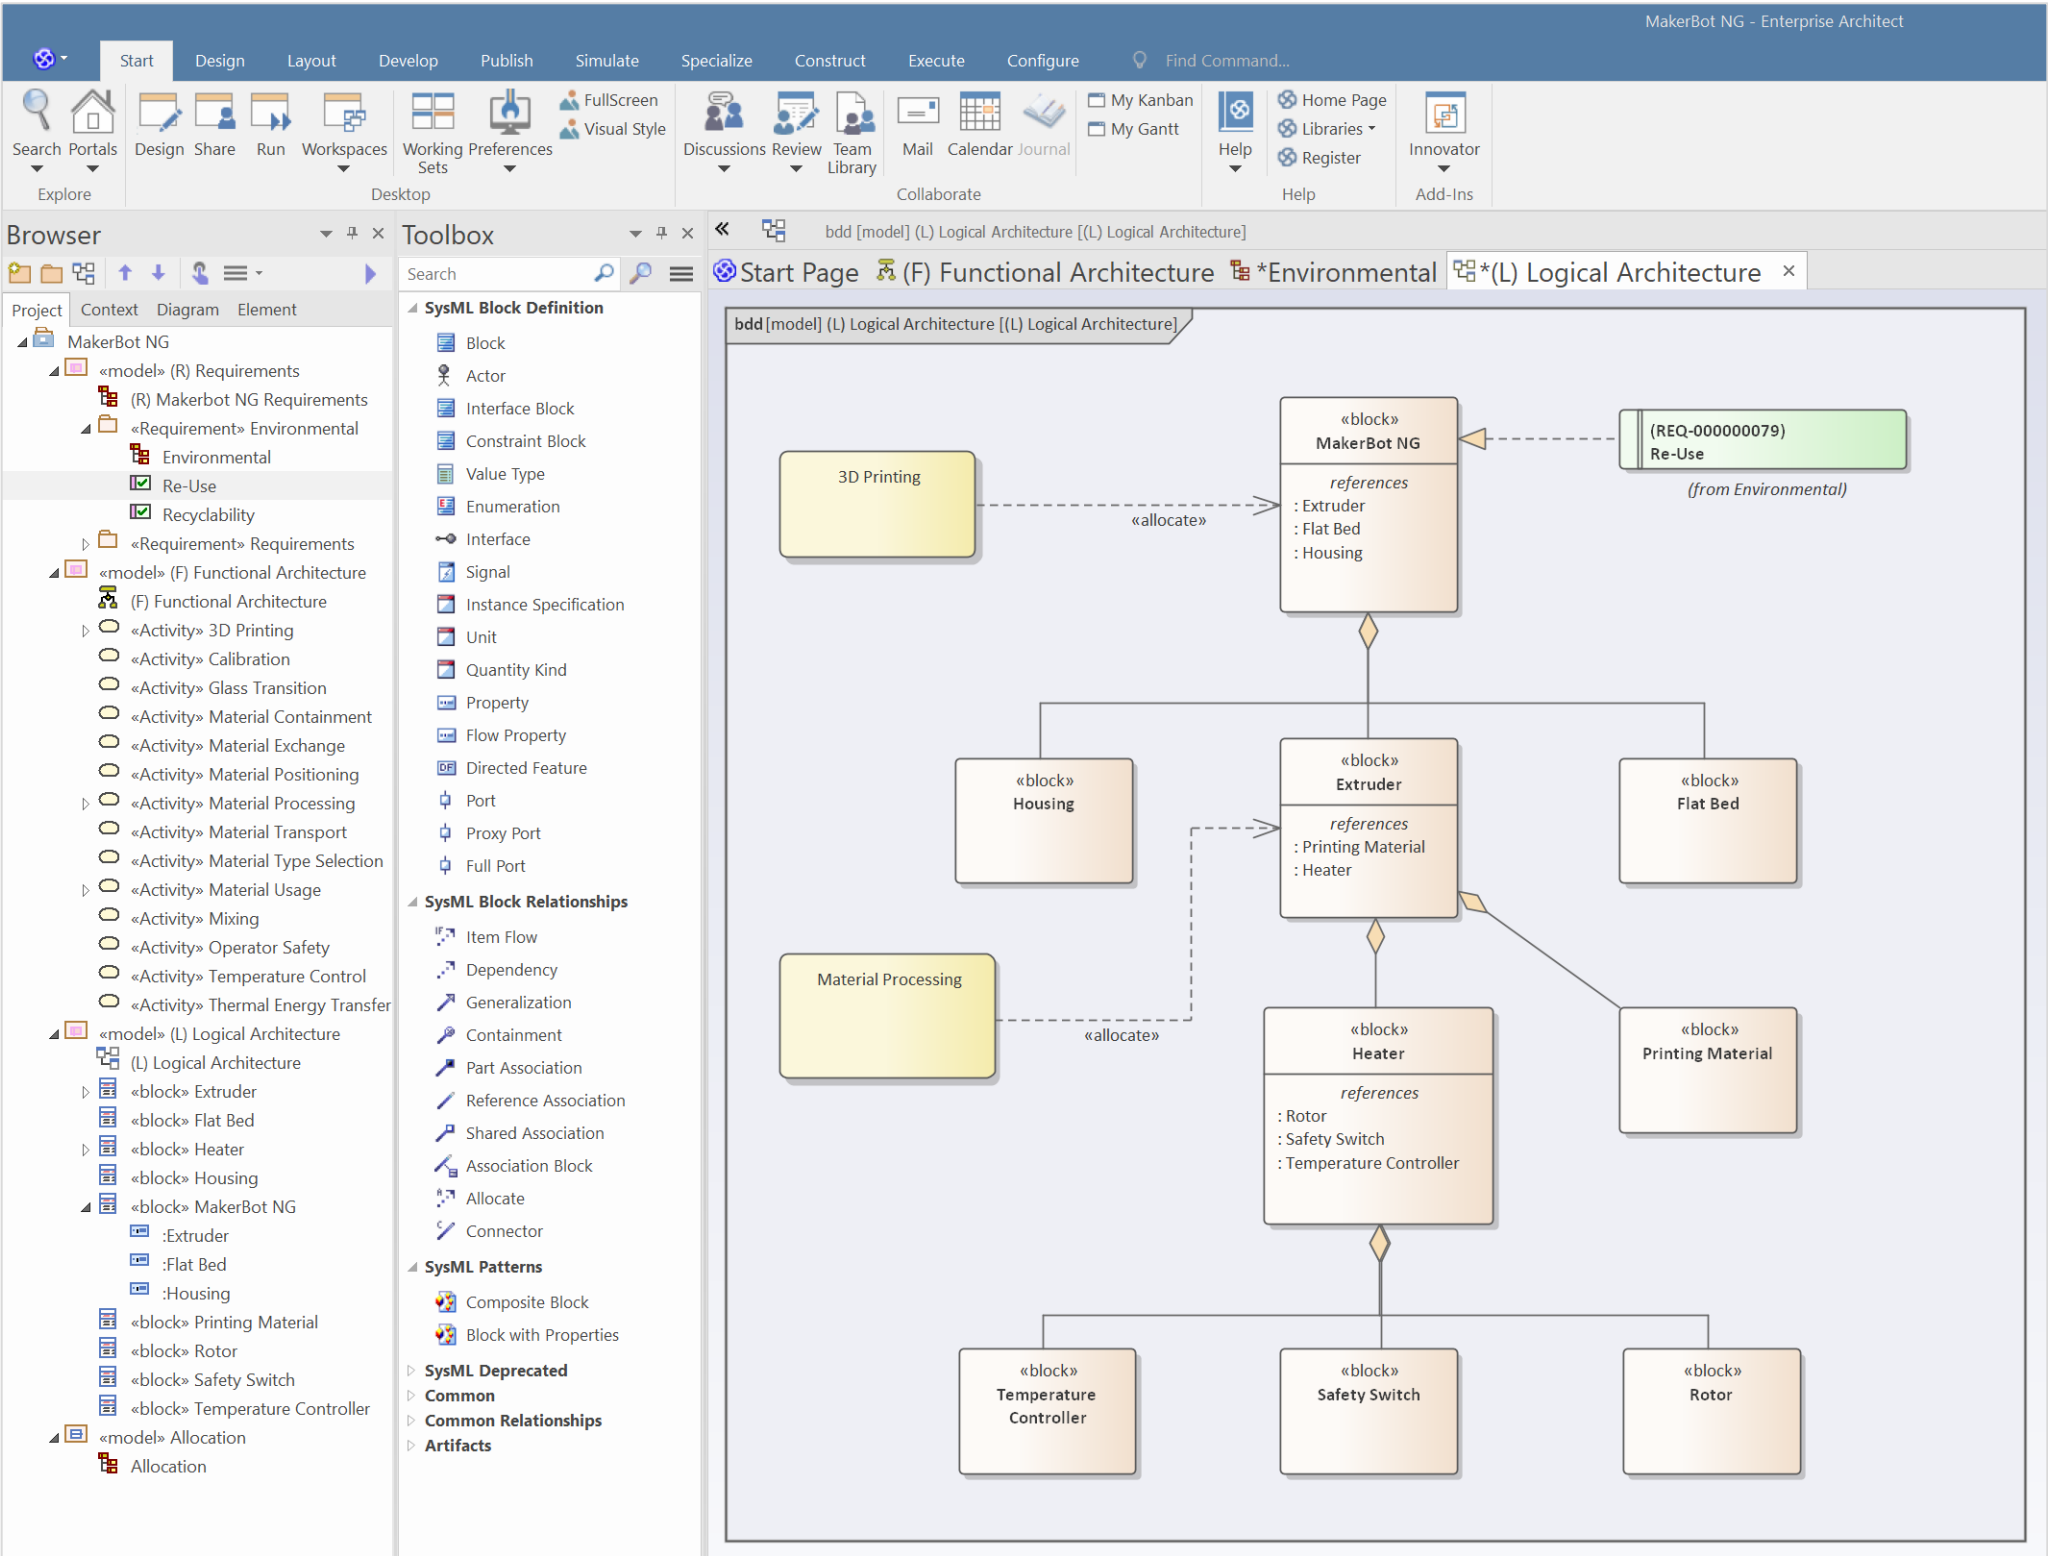 MakerBot NG - Enterprise Architect
Start Design Layout Develop Publish Simulate Specialize Construct Execute Configure Find Command...
Search Portals
Explore
Design Share Run Workspaces Working Sets Preferences
FullScreen
Visual Style
Desktop
Discussions Review Team Library Mail Calendar Journal
My Kanban
My Gantt
Collaborate
Help
Home Page
Libraries
Register
Help
Innovator
Add-Ins
Browser
Project Context Diagram Element
MakerBot NG
«model» (R) Requirements
(R) Makerbot NG Requirements
«Requirement» Environmental
Environmental
Re-Use
Recyclability
«Requirement» Requirements
«model» (F) Functional Architecture
(F) Functional Architecture
«Activity» 3D Printing
«Activity» Calibration
«Activity» Glass Transition
«Activity» Material Containment
«Activity» Material Exchange
«Activity» Material Positioning
«Activity» Material Processing
«Activity» Material Transport
«Activity» Material Type Selection
«Activity» Material Usage
«Activity» Mixing
«Activity» Operator Safety
«Activity» Temperature Control
«Activity» Thermal Energy Transfer
«model» (L) Logical Architecture
(L) Logical Architecture
«block» Extruder
«block» Flat Bed
«block» Heater
«block» Housing
«block» MakerBot NG
:Extruder
:Flat Bed
:Housing
«block» Printing Material
«block» Rotor
«block» Safety Switch
«block» Temperature Controller
«model» Allocation
Allocation
Toolbox
Search
SysML Block Definition
Block
Actor
Interface Block
Constraint Block
Value Type
Enumeration
Interface
Signal
Instance Specification
Unit
Quantity Kind
Property
Flow Property
Directed Feature
Port
Proxy Port
Full Port
SysML Block Relationships
Item Flow
Dependency
Generalization
Containment
Part Association
Reference Association
Shared Association
Association Block
Allocate
Connector
SysML Patterns
Composite Block
Block with Properties
SysML Deprecated
Common
Common Relationships
Artifacts
bdd [model] (L) Logical Architecture [(L) Logical Architecture]
Start Page (F) Functional Architecture *Environmental *(L) Logical Architecture
bdd [model] (L) Logical Architecture [(L) Logical Architecture]
3D Printing
«allocate»
«block»
MakerBot NG
references
: Extruder
: Flat Bed
: Housing
(REQ-000000079)
Re-Use
(from Environmental)
«block»
Housing
«block»
Extruder
references
: Printing Material
: Heater
«block»
Flat Bed
Material Processing
«allocate»
«block»
Heater
references
: Rotor
: Safety Switch
: Temperature Controller
«block»
Printing Material
«block»
Temperature
Controller
«block»
Safety Switch
«block»
Rotor